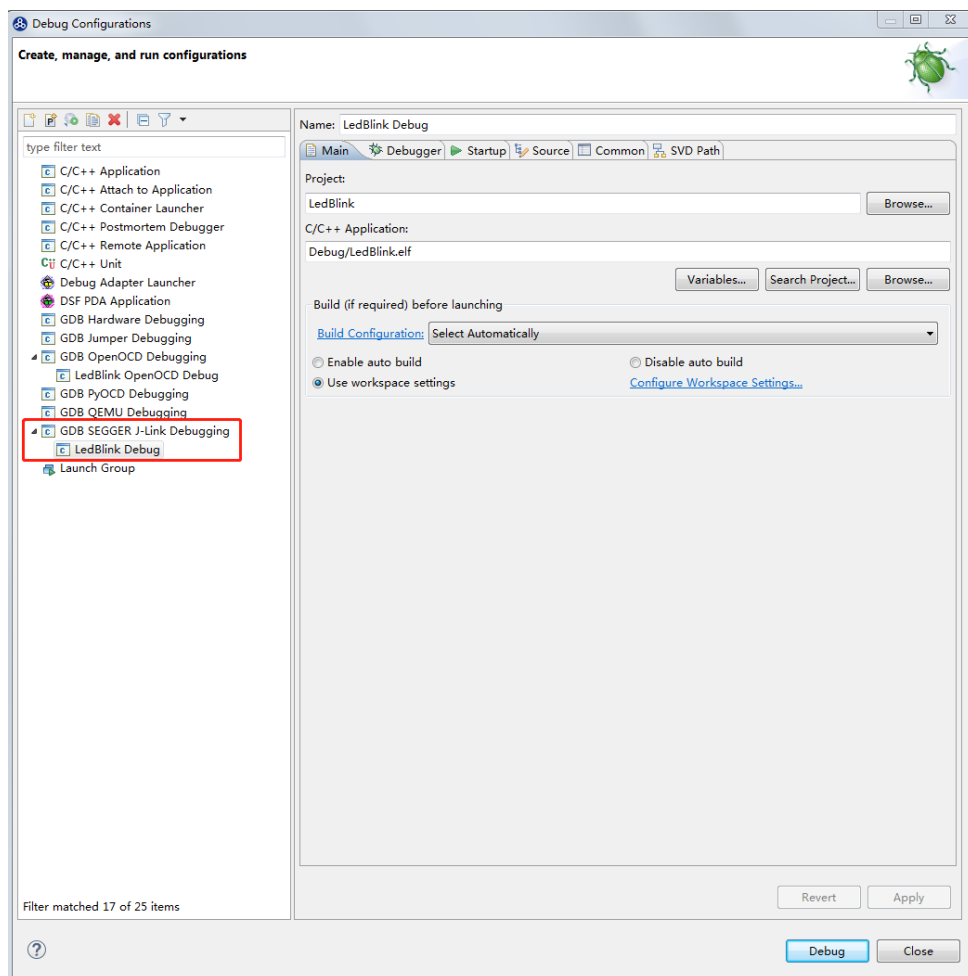 Debug Configurations
Create, manage, and run configurations
type filter text
C/C++ Application
C/C++ Attach to Application
C/C++ Container Launcher
C/C++ Postmortem Debugger
C/C++ Remote Application
C/C++ Unit
Debug Adapter Launcher
DSF PDA Application
GDB Hardware Debugging
GDB Jumper Debugging
GDB OpenOCD Debugging
LedBlink OpenOCD Debug
GDB PyOCD Debugging
GDB QEMU Debugging
GDB SEGGER J-Link Debugging
LedBlink Debug
Launch Group
Filter matched 17 of 25 items
Name: LedBlink Debug
Main Debugger Startup Source Common SVD Path
Project:
LedBlink Browse...
C/C++ Application:
Debug/LedBlink.elf
Variables... Search Project... Browse...
Build (if required) before launching
Build Configuration: Select Automatically
Enable auto build Disable auto build
Use workspace settings Configure Workspace Settings...
Revert Apply
Debug Close